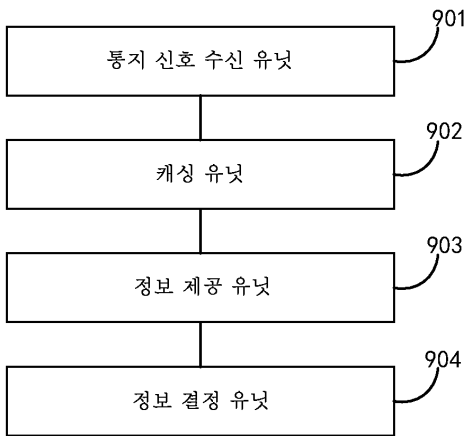 901
통지 신호 수신 유닛
902
캐싱 유닛
903
정보 제공 유닛
904
정보 결정 유닛